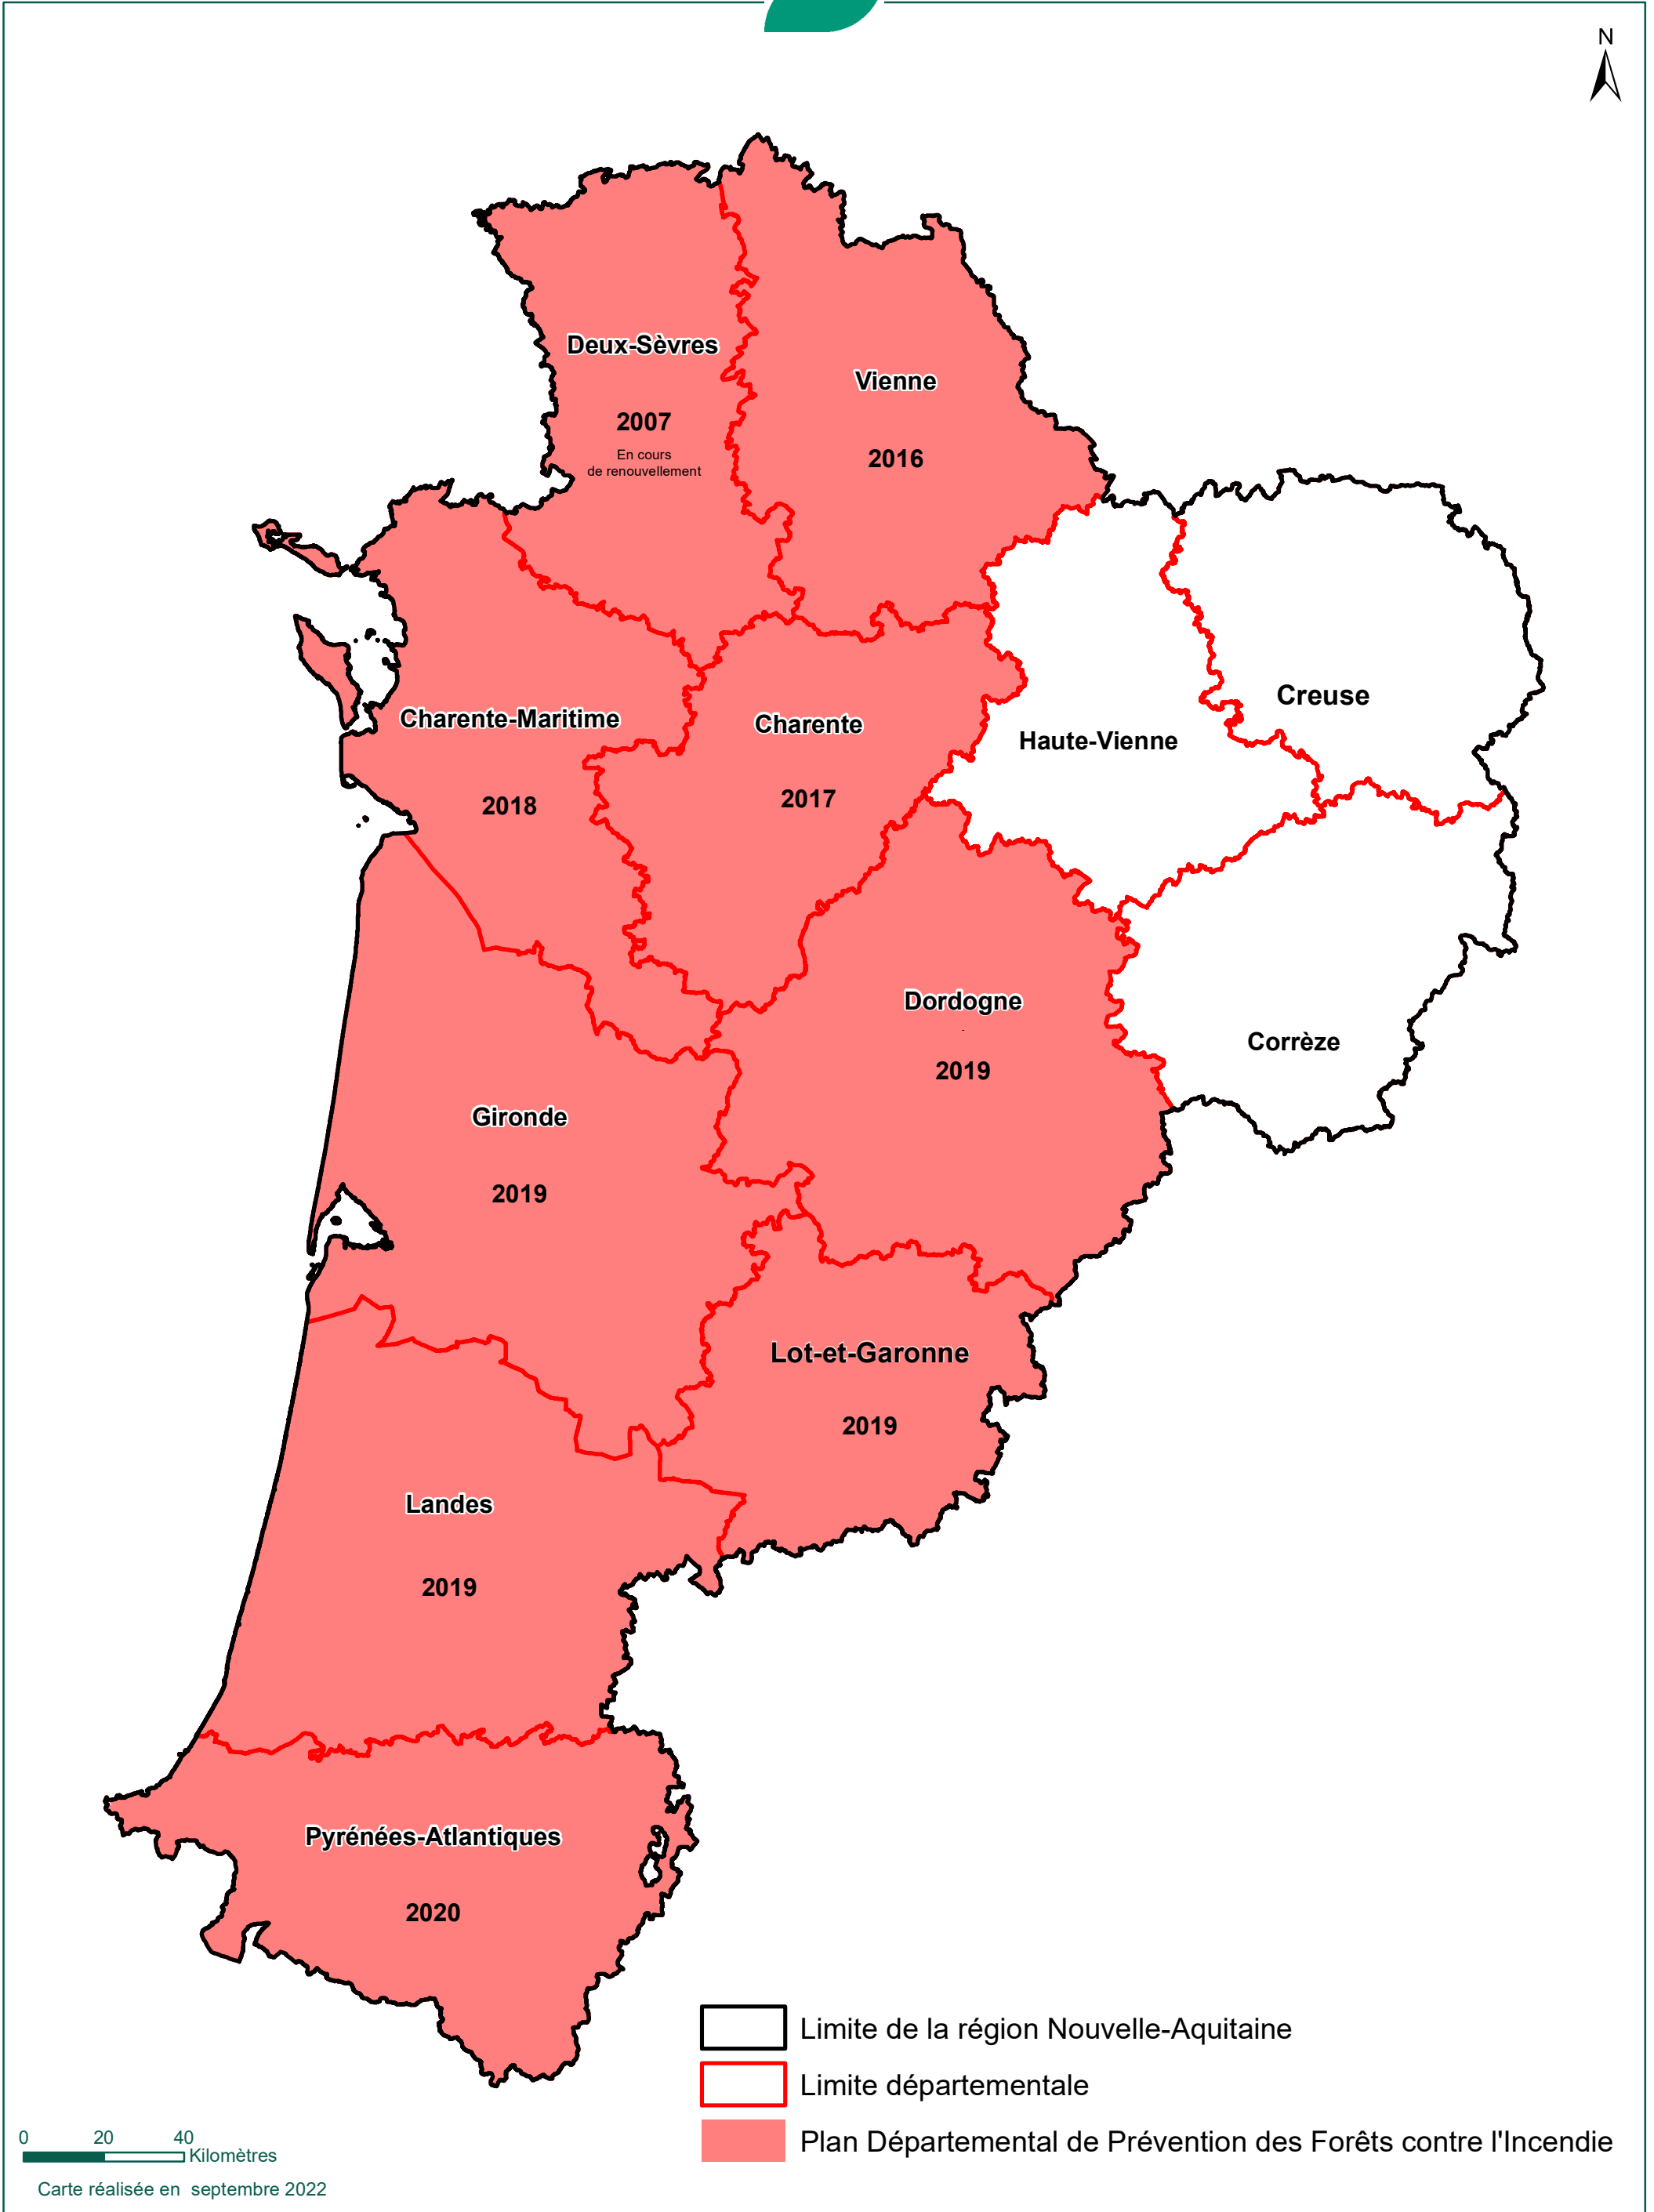 N
Deux-Sèvres
2007
En cours
de renouvellement
Vienne
2016
Charente-Maritime
2018
Charente
2017
Haute-Vienne
Creuse
Dordogne
2019
Corrèze
Gironde
2019
Lot-et-Garonne
2019
Landes
2019
Pyrénées-Atlantiques
2020
Limite de la région Nouvelle-Aquitaine
Limite départementale
Plan Départemental de Prévention des Forêts contre l'Incendie
0 20 40
Kilomètres
Carte réalisée en septembre 2022